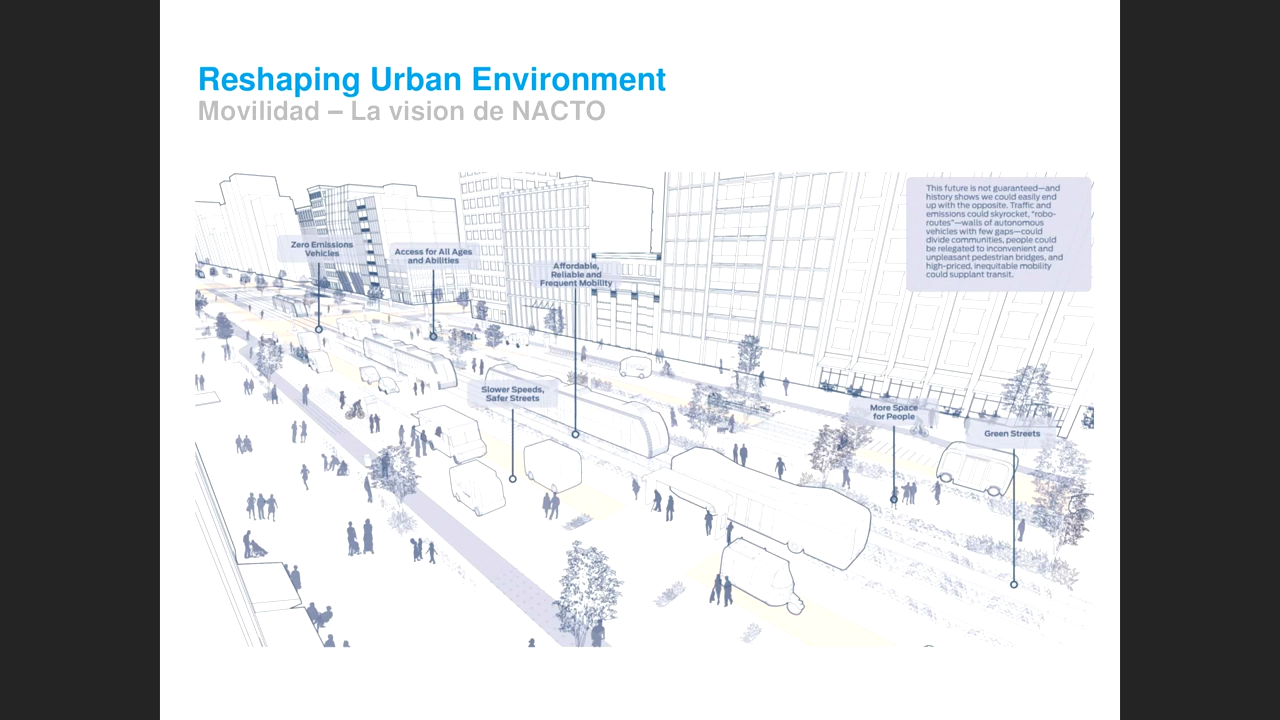 Reshaping Urban Environment
Movilidad – La vision de NACTO
This future is not guaranteed—and
history shows we could easily end
up with the opposite. Traffic and
emissions could skyrocket, "robo-
routes"—walls of autonomous
vehicles with few gaps—could
divide communities, people could
be relegated to inconvenient and
unpleasant pedestrian bridges, and
high-priced, inequitable mobility
could supplant transit.
Zero Emissions
Vehicles
Access for All Ages
and Abilities
Affordable,
Reliable and
Frequent Mobility
Slower Speeds,
Safer Streets
More Space
for People
Green Streets